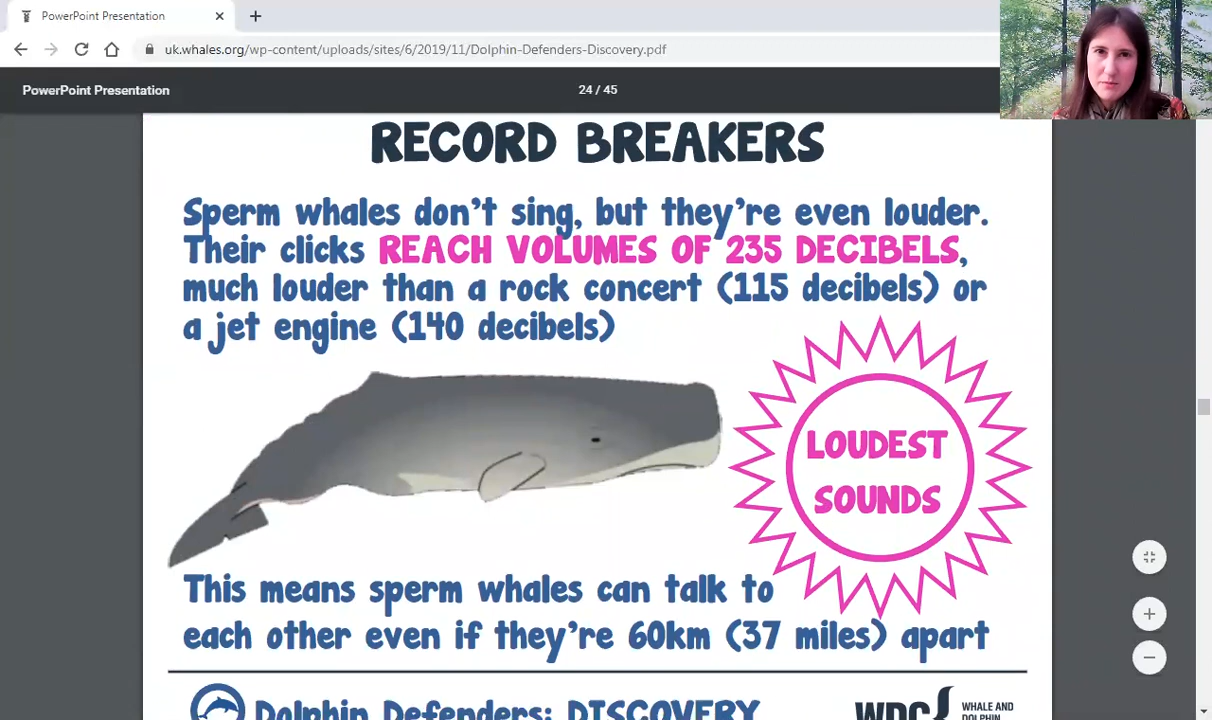 PowerPoint Presentation
uk.whales.org/wp-content/uploads/sites/6/2019/11/Dolphin-Defenders-Discovery.pdf
PowerPoint Presentation
24 / 45
RECORD BREAKERS
Sperm whales don't sing, but they're even louder.
Their clicks REACH VOLUMES OF 235 DECIBELS,
much louder than a rock concert (115 decibels) or
a jet engine (140 decibels)
LOUDEST
SOUNDS
This means sperm whales can talk to
each other even if they're 60km (37 miles) apart
Dolphin Defenders: DISCOVERY
WDC
WHALE AND
DOLPHIN